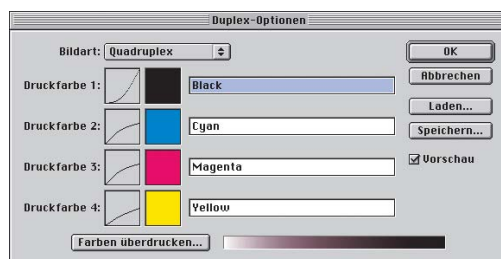 Duplex-Optionen
Bildart: Quadruplex
OK
Abbrechen
Druckfarbe 1: Black
Laden...
Druckfarbe 2: Cyan
Speichern...
Druckfarbe 3: Magenta
Vorschau
Druckfarbe 4: Yellow
Farben überdrucken...